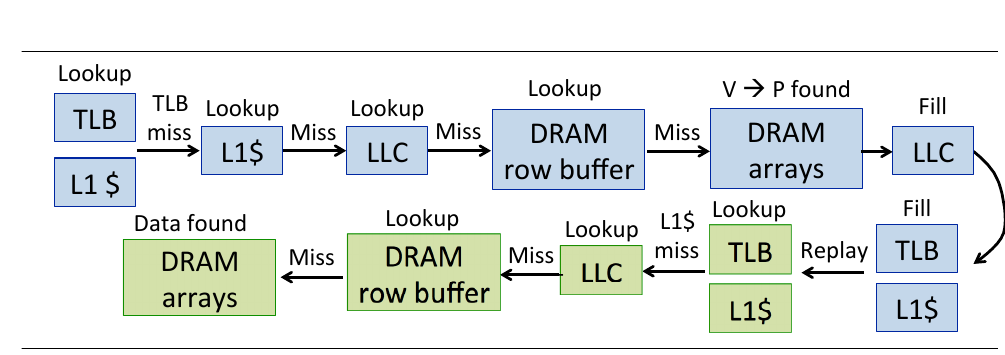 Lookup
TLB
L1 $
TLB
miss
Lookup
L1$
Miss
Lookup
LLC
Miss
Lookup
DRAM
row buffer
Miss
V → P found
DRAM
arrays
Fill
LLC
Fill
TLB
L1$
Replay
Lookup
TLB
L1$
L1$
miss
Lookup
LLC
Miss
Lookup
DRAM
row buffer
Miss
Data found
DRAM
arrays